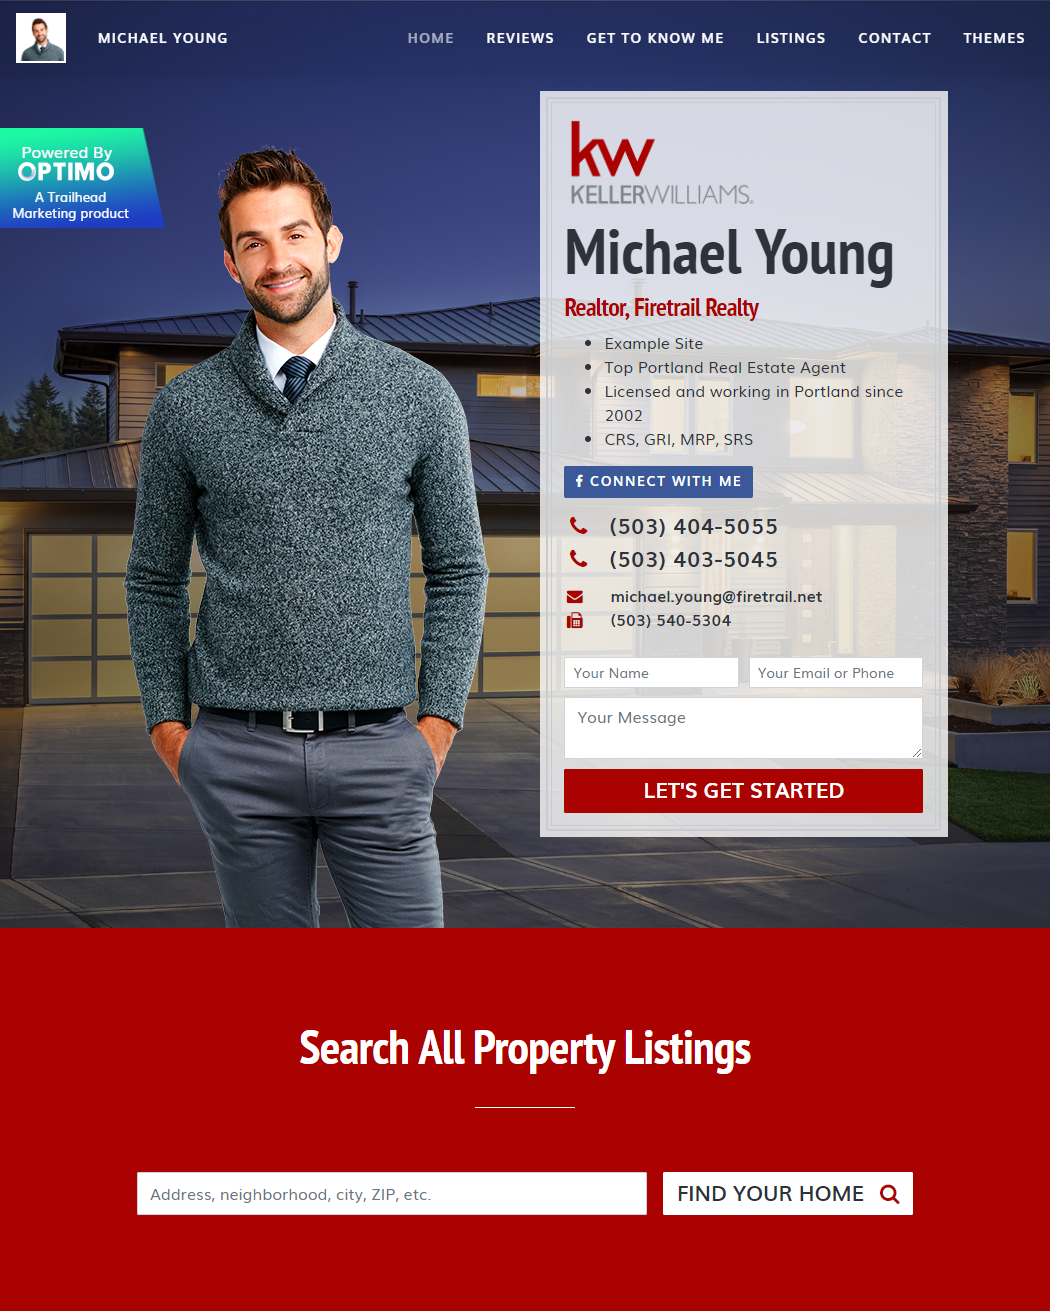 MICHAEL YOUNG
HOME
REVIEWS
GET TO KNOW ME
LISTINGS
CONTACT
THEMES
Powered By
OPTIMO
A Trailhead
Marketing product
kw
KELLERWILLIAMS.
Michael Young
Realtor, Firetrail Realty
Example Site
Top Portland Real Estate Agent
Licensed and working in Portland since
2002
CRS, GRI, MRP, SRS
CONNECT WITH ME
(503) 404-5055
(503) 403-5045
michael.young@firetrail.net
(503) 540-5304
Your Name
Your Email or Phone
Your Message
LET'S GET STARTED
Search All Property Listings
Address, neighborhood, city, ZIP, etc.
FIND YOUR HOME